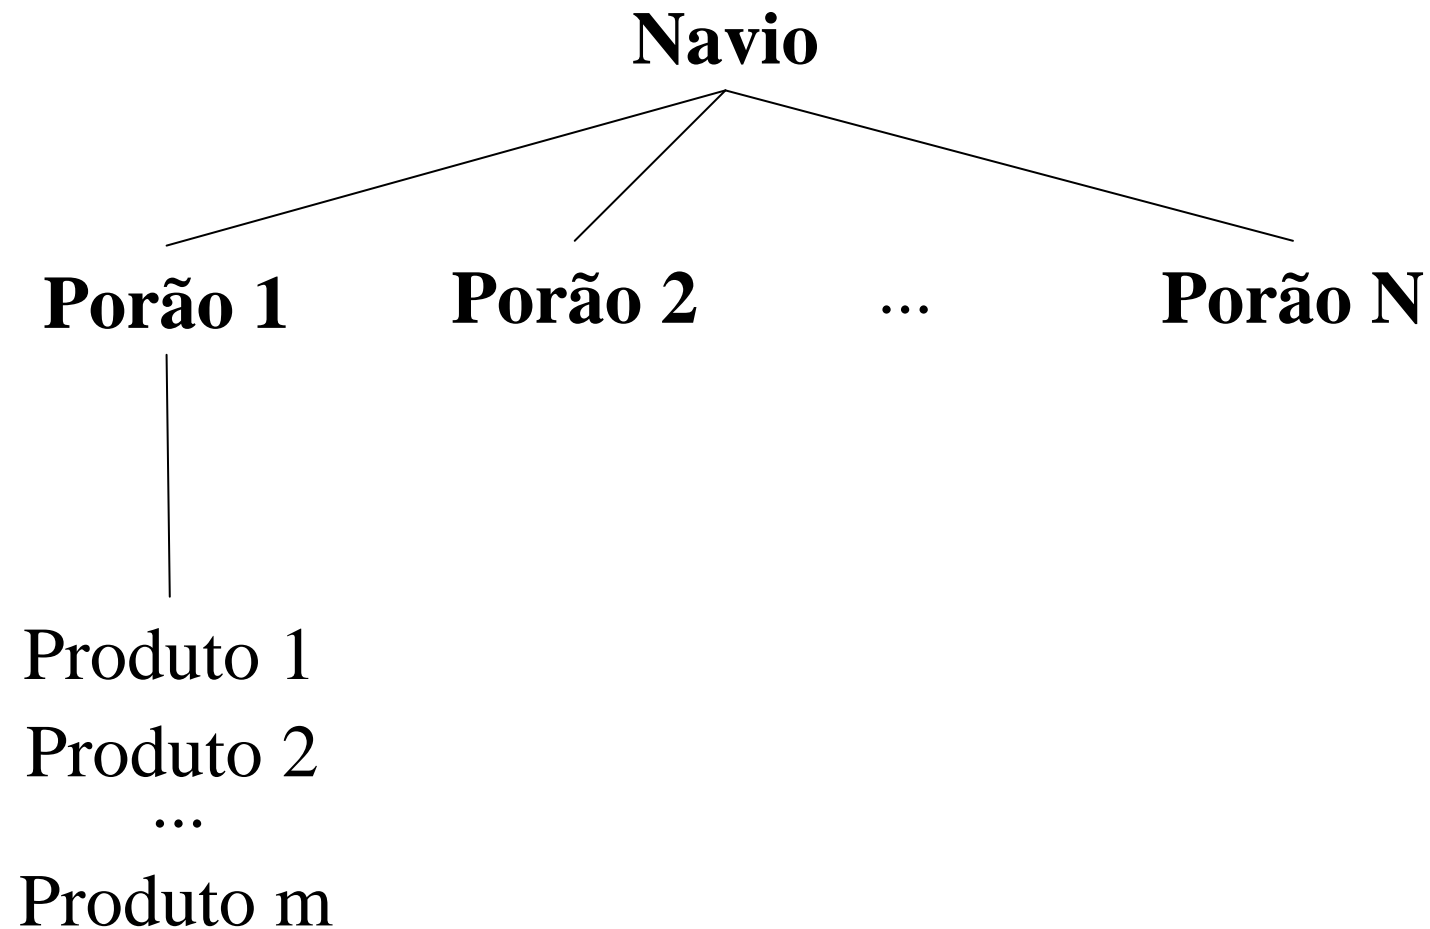 Navio
Porão 1 Porão 2 ... Porão N
Produto 1
Produto 2
...
Produto m